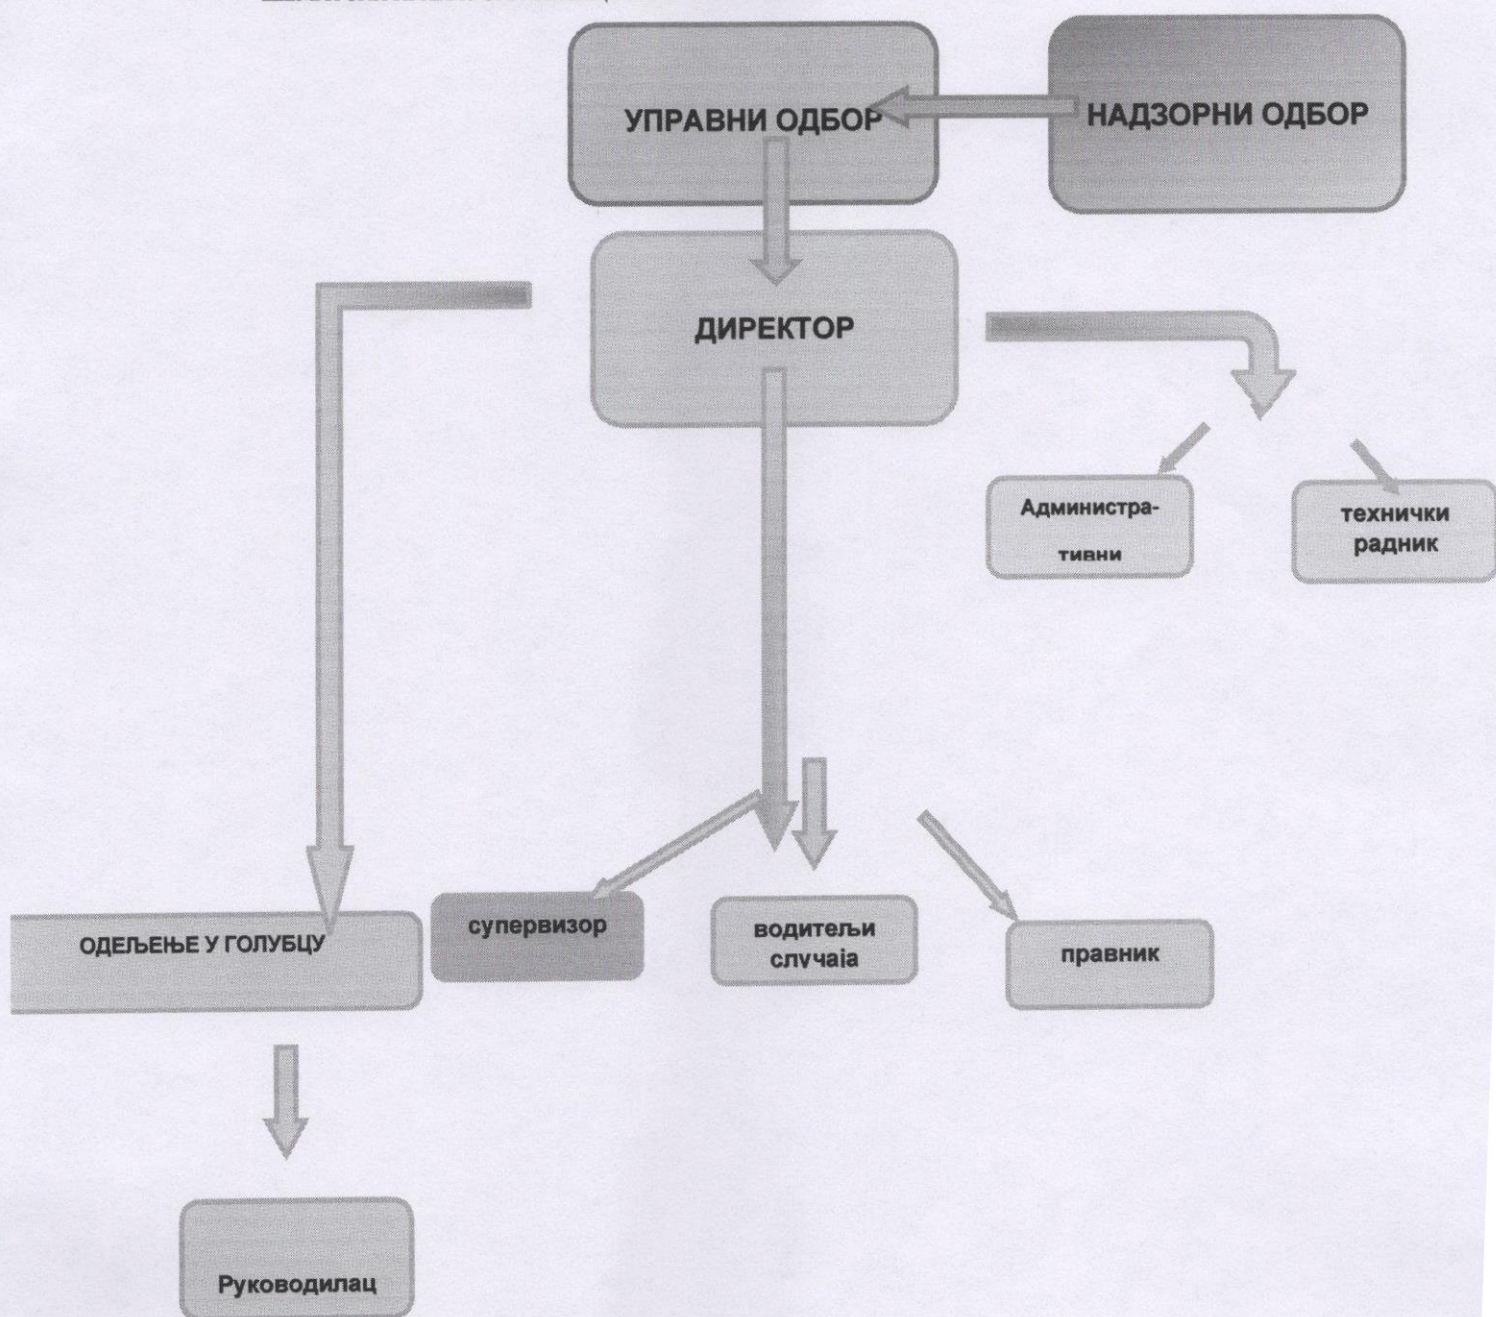 УПРАВНИ ОДБОР
НАДЗОРНИ ОДБОР
ДИРЕКТОР
Администра-
тивни
технички
радник
ОДЕЉЕЊЕ У ГОЛУБЦУ
супервизор
водитељи
случаја
правник
Руководилац